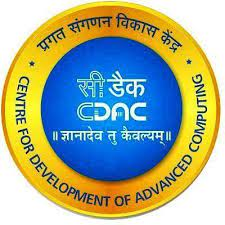 प्रगत संगणन विकास केंद्र
सी डैक
CDAC
॥ ज्ञानादेव तु कैवल्यम् ॥
CENTRE FOR DEVELOPMENT OF ADVANCED COMPUTING